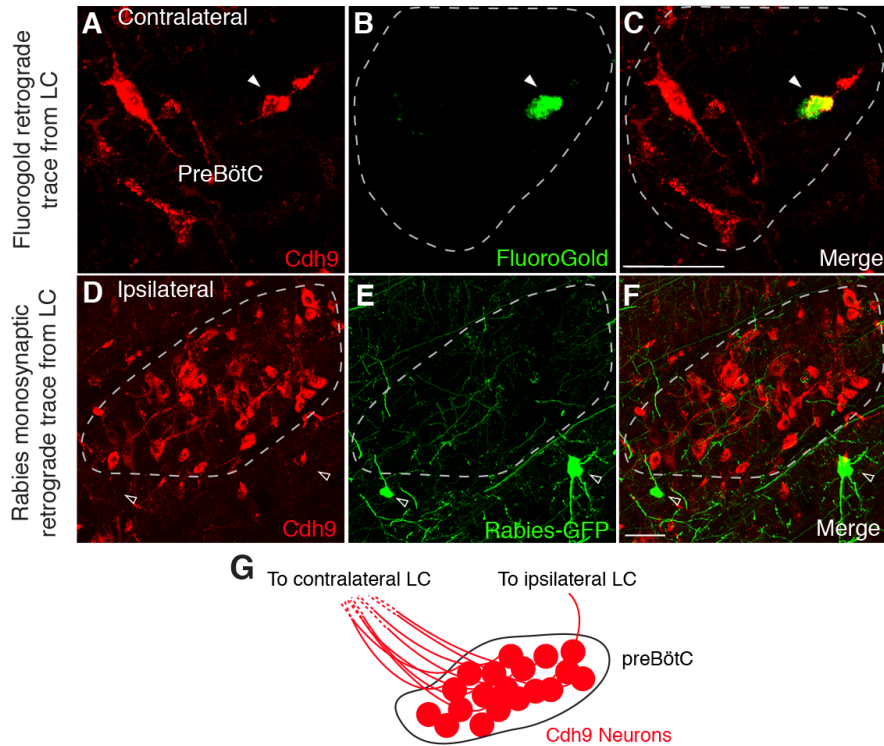 Fluorogold retrograde
trace from LC
A
Contralateral
PreBötC
Cdh9
B
FluoroGold
C
Merge
Rabies monosynaptic
retrograde trace from LC
D
Ipsilateral
Cdh9
E
Rabies-GFP
F
Merge
G
To contralateral LC
To ipsilateral LC
preBötC
Cdh9 Neurons